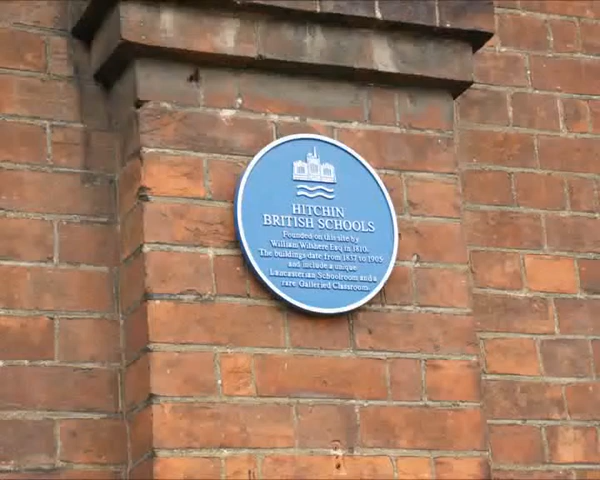 HITCHIN
BRITISH SCHOOLS
Founded on this site by
William Wilshere Esq in 1810.
The buildings date from 1837 to 1905
and include a unique
Lancasterian Schoolroom and a
rare Galleried Classroom.